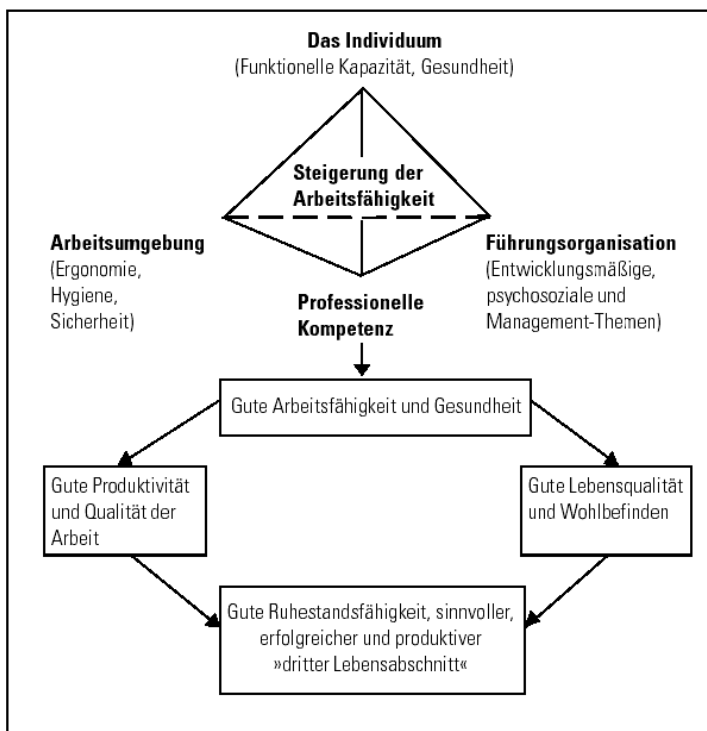 Das Individuum
(Funktionelle Kapazität, Gesundheit)
Steigerung der
Arbeitsfähigkeit
Arbeitsumgebung
(Ergonomie,
Hygiene,
Sicherheit)
Führungsorganisation
(Entwicklungsmäßige,
psychosoziale und
Management-Themen)
Professionelle
Kompetenz
Gute Arbeitsfähigkeit und Gesundheit
Gute Produktivität
und Qualität der
Arbeit
Gute Lebensqualität
und Wohlbefinden
Gute Ruhestandsfähigkeit, sinnvoller,
erfolgreicher und produktiver
»dritter Lebensabschnitt«